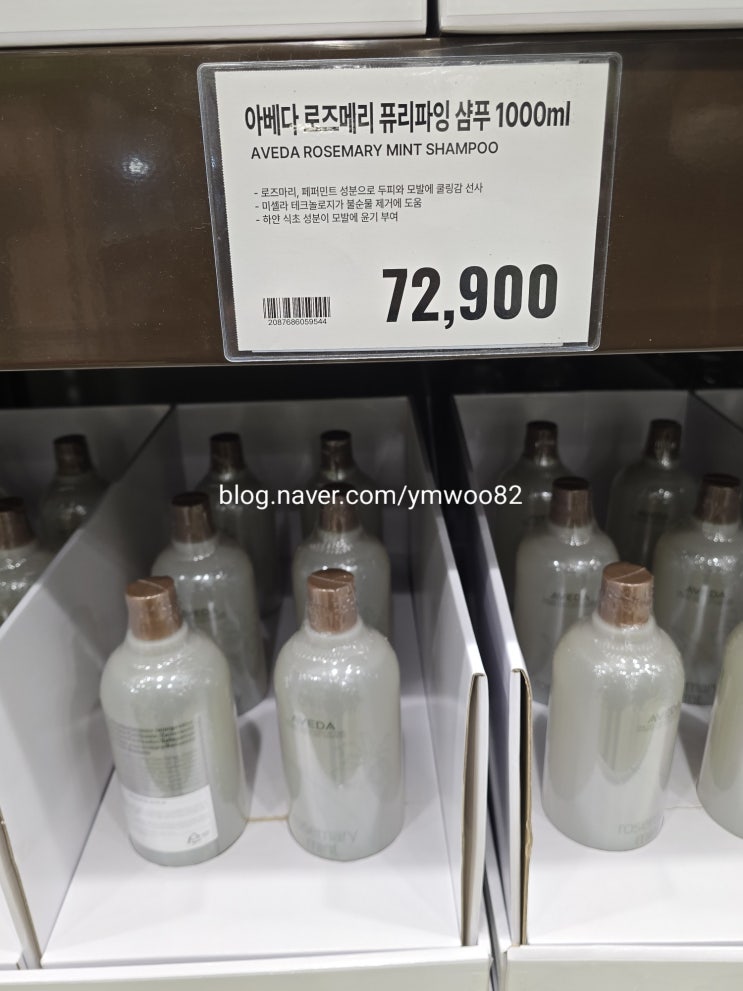 아베다 로즈메리 퓨리파잉 샴푸 1000ml
AVEDA ROSEMARY MINT SHAMPOO
- 로즈마리, 페퍼민트 성분으로 두피와 모발에 쿨링감 선사
- 미셀라 테크놀로지가 불순물 제거에 도움
- 하얀 식초 성분이 모발에 윤기 부여
72,900
2087686059544
blog.naver.com/ymwoo82
AVEDA
AVEDA
AVEDA
AVEDA
AVEDA
rosemary
mint